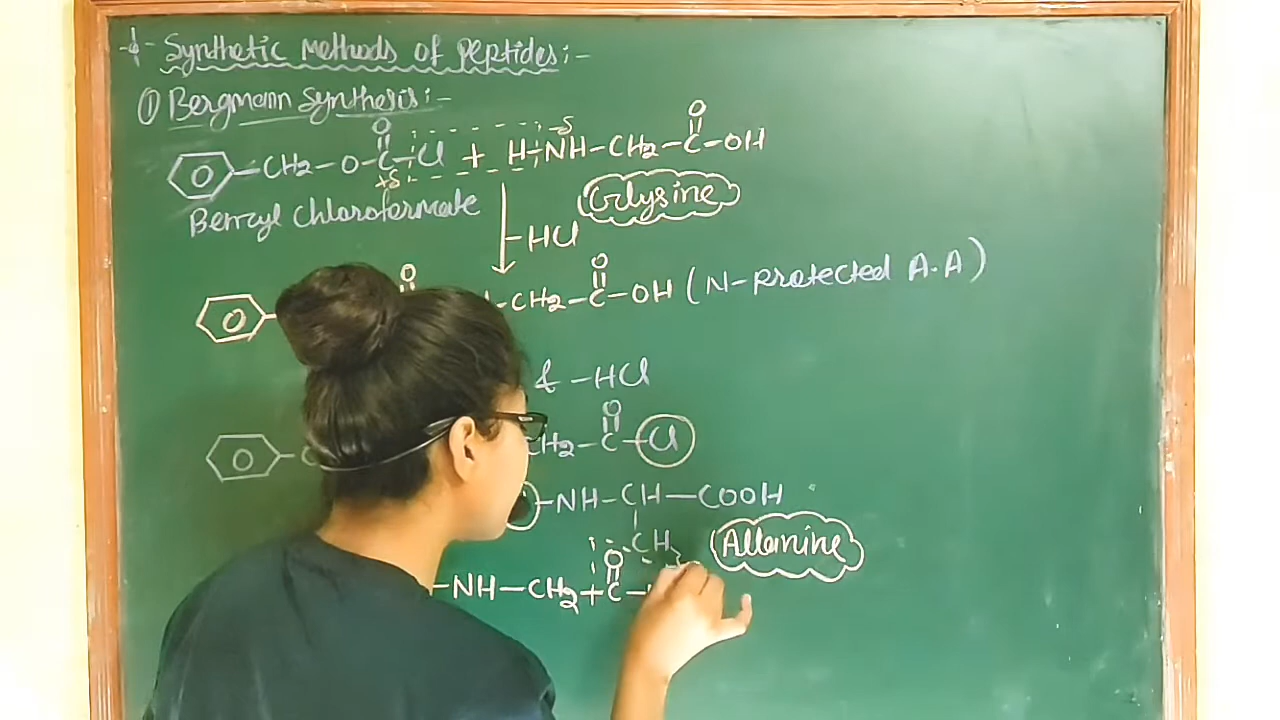 Synthetic Methods of Peptides:-
① Bergmann Synthesis:-
O O
CH2-O-C-Cl + H-NH-CH2-C-OH
+δ -δ
Benzyl Chloroformate Glysine
-HCl
O O
CH2-C-OH (N-protected A.A)
& -HCl
O
CH2-C-Cl
-NH-CH-COOH
CH3 Allanine
O
-NH-CH2-C-